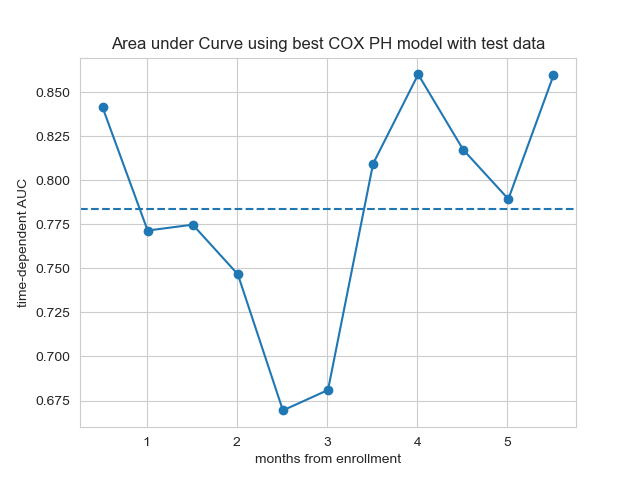 Area under Curve using best COX PH model with test data
time-dependent AUC
0.850
0.825
0.800
0.775
0.750
0.725
0.700
0.675
1 2 3 4 5
months from enrollment